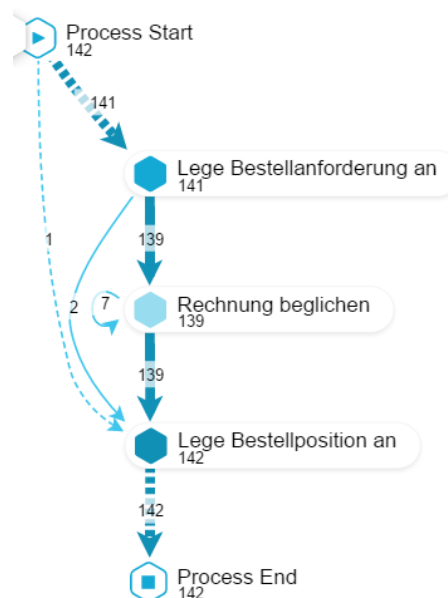 Process Start
142
141
Lege Bestellanforderung an
141
139
1
2
7
Rechnung beglichen
139
139
Lege Bestellposition an
142
142
Process End
142